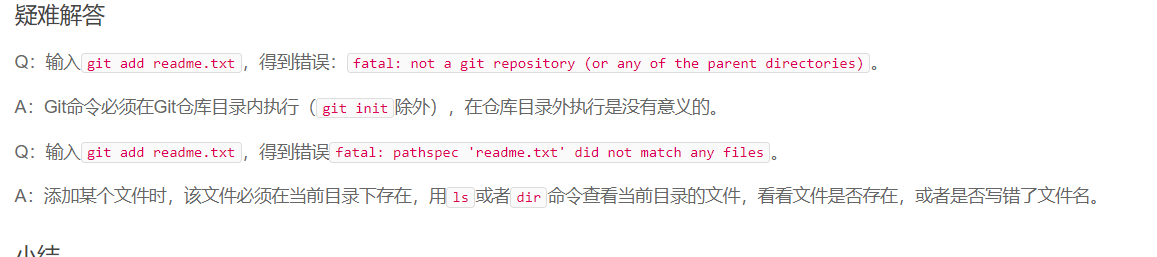 疑难解答
Q：输入git add readme.txt，得到错误：fatal: not a git repository (or any of the parent directories)。
A：Git命令必须在Git仓库目录内执行（git init除外），在仓库目录外执行是没有意义的。
Q：输入git add readme.txt，得到错误fatal: pathspec 'readme.txt' did not match any files。
A：添加某个文件时，该文件必须在当前目录下存在，用ls或者dir命令查看当前目录的文件，看看文件是否存在，或者是否写错了文件名。
小结